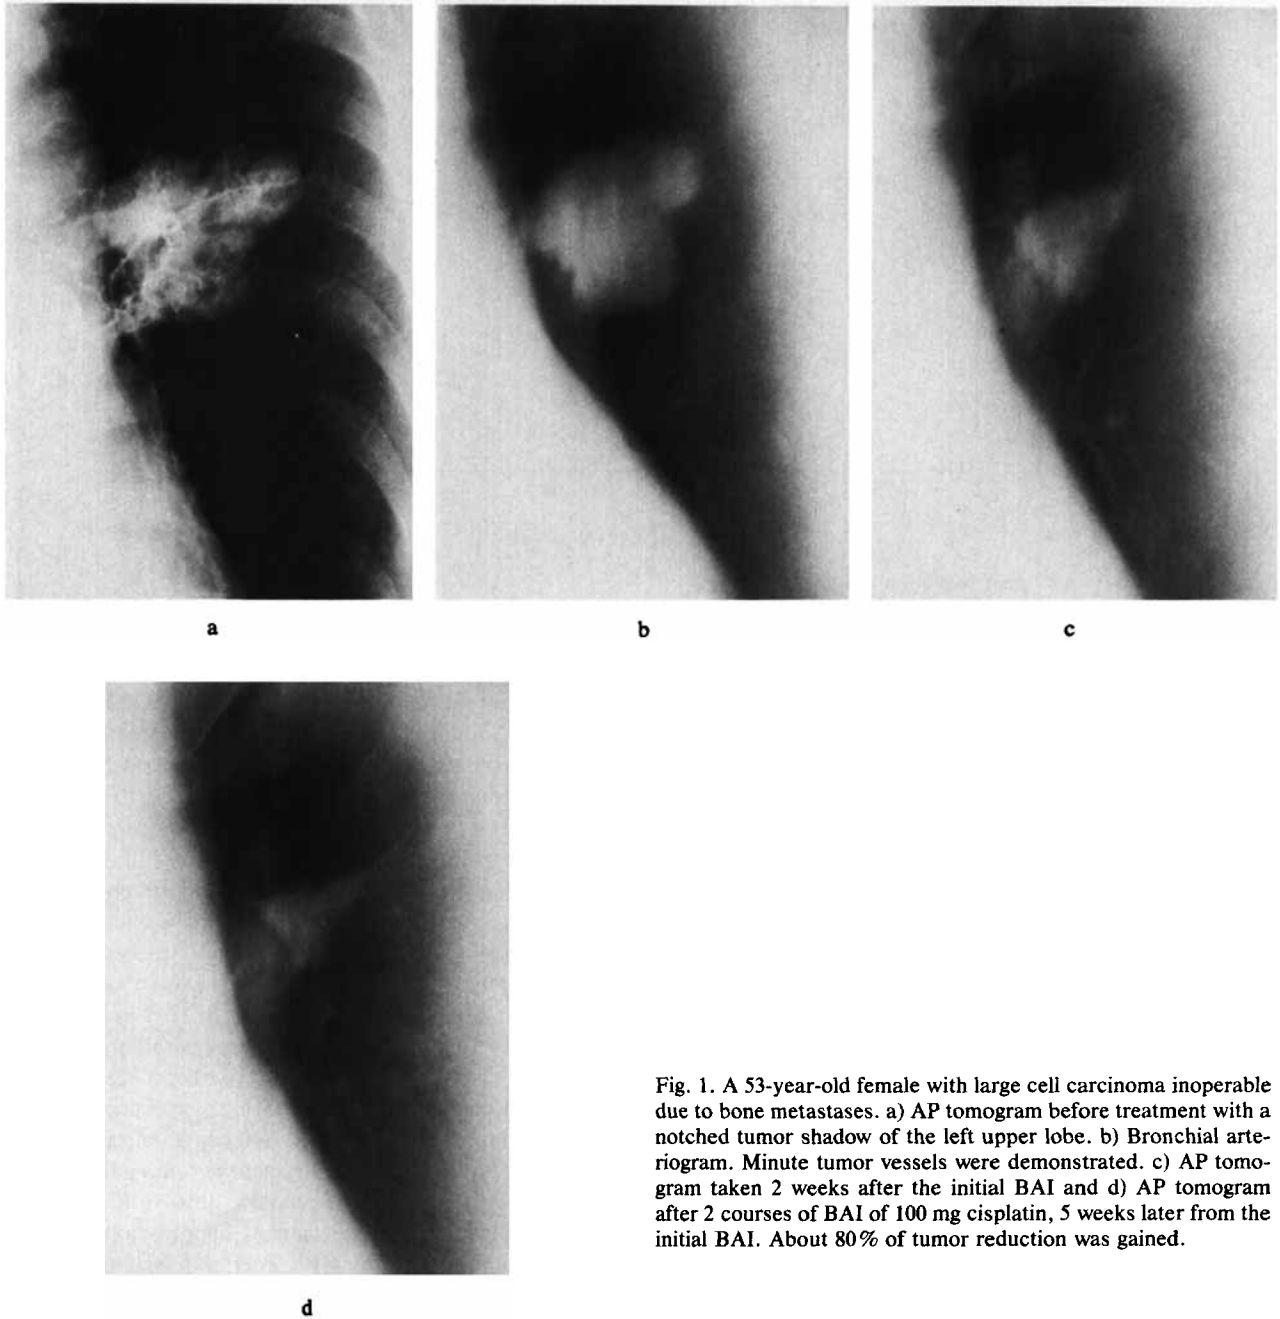 a
b
c
d
Fig. 1. A 53-year-old female with large cell carcinoma inoperable
due to bone metastases. a) AP tomogram before treatment with a
notched tumor shadow of the left upper lobe. b) Bronchial arte-
riogram. Minute tumor vessels were demonstrated. c) AP tomo-
gram taken 2 weeks after the initial BAI and d) AP tomogram
after 2 courses of BAI of 100 mg cisplatin, 5 weeks later from the
initial BAI. About 80% of tumor reduction was gained.